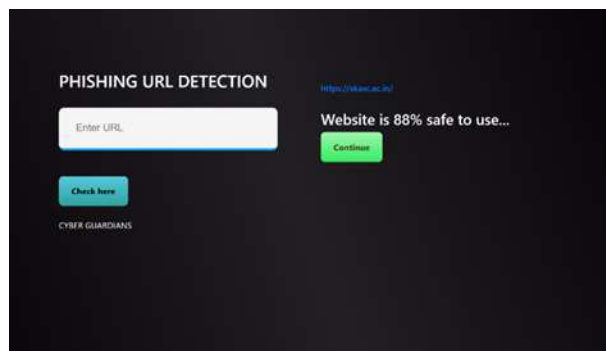 PHISHING URL DETECTION
Enter URL
Check here
CYBER GUARDIANS
https://skasc.ac.in/
Website is 88% safe to use...
Continue